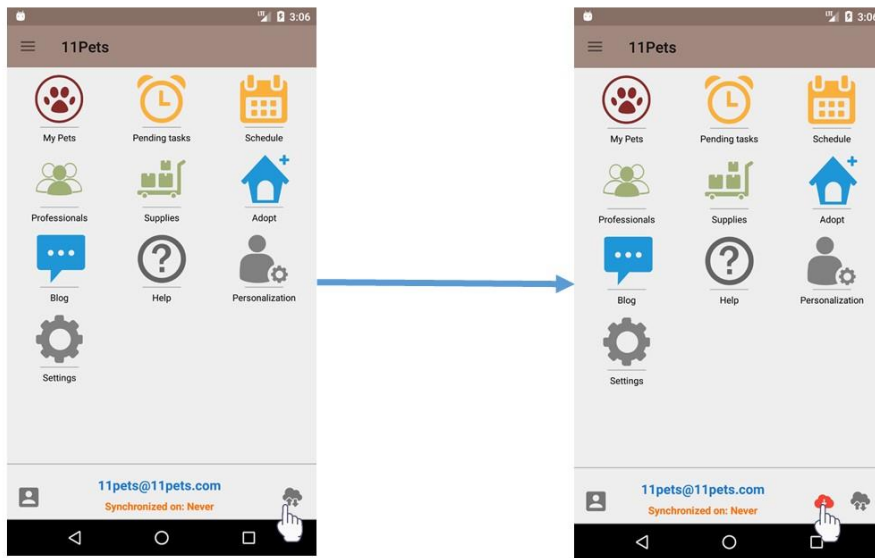 LTE 3:06
11Pets
My Pets Pending tasks Schedule
Professionals Supplies Adopt
Blog Help Personalization
Settings
11pets@11pets.com
Synchronized on: Never
LTE 3:06
11Pets
My Pets Pending tasks Schedule
Professionals Supplies Adopt
Blog Help Personalization
Settings
11pets@11pets.com
Synchronized on: Never